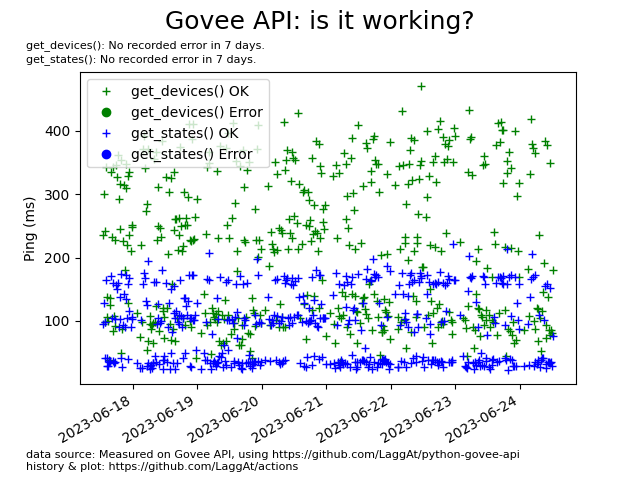 Govee API: is it working?
get_devices(): No recorded error in 7 days.
get_states(): No recorded error in 7 days.
get_devices() OK
get_devices() Error
get_states() OK
get_states() Error
400
300
200
100
Ping (ms)
2023-06-18
2023-06-19
2023-06-20
2023-06-21
2023-06-22
2023-06-23
2023-06-24
data source: Measured on Govee API, using https://github.com/LaggAt/python-govee-api
history & plot: https://github.com/LaggAt/actions